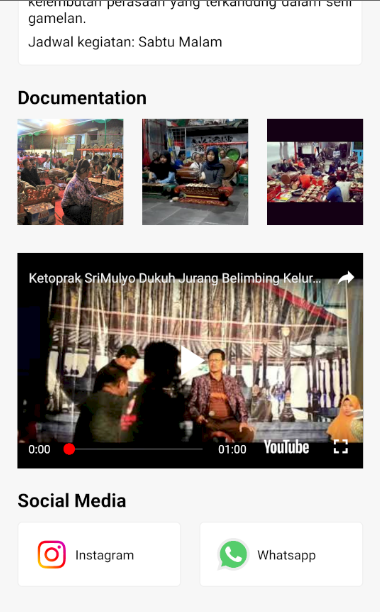 kelembutan perasaan yang terkandung dalam seni
gamelan.
Jadwal kegiatan: Sabtu Malam
Documentation
Ketoprak SriMulyo Dukuh Jurang Belimbing Kelur...
0:00
01:00
YouTube
Social Media
Instagram
Whatsapp